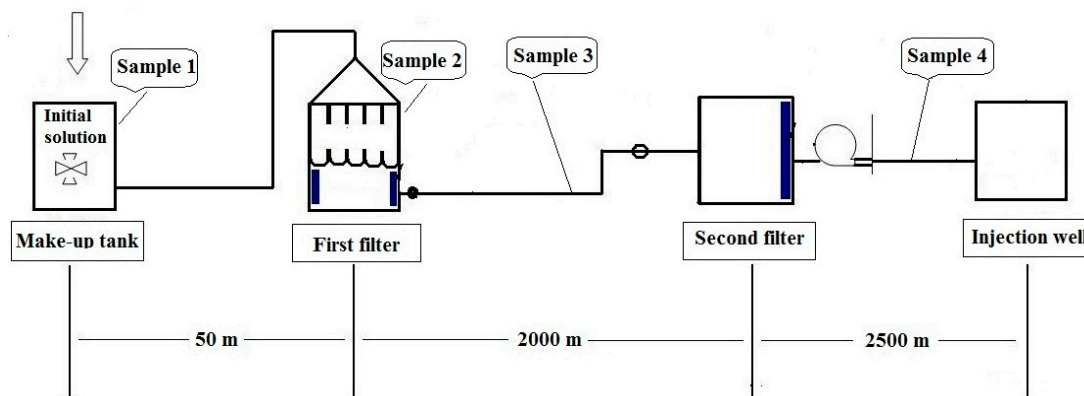 Sample 1
Sample 2
Sample 3
Sample 4
Initial
solution
Make-up tank
First filter
Second filter
Injection well
50 m
2000 m
2500 m